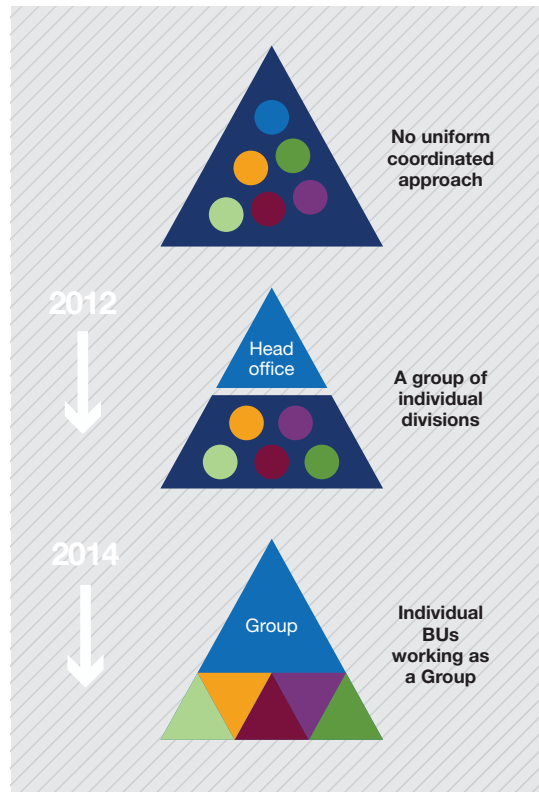 No uniform
coordinated
approach
2012
Head
office
A group of
individual
divisions
2014
Group
Individual
BUs
working as
a Group